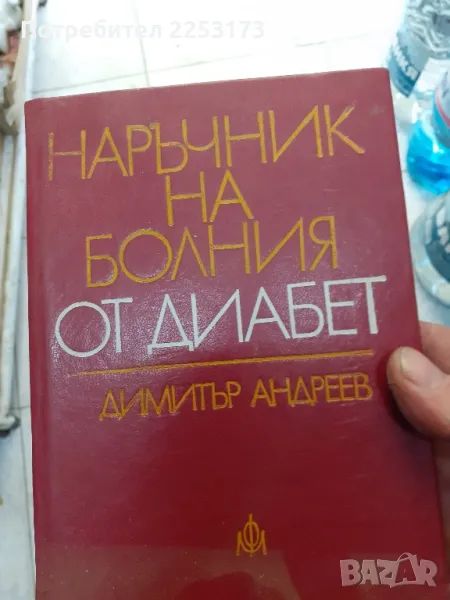 Потребител 2253173
НАРЪЧНИК
НА
БОЛНИЯ
ОТ ДИАБЕТ
ДИМИТЪР АНДРЕЕВ
BAZAR